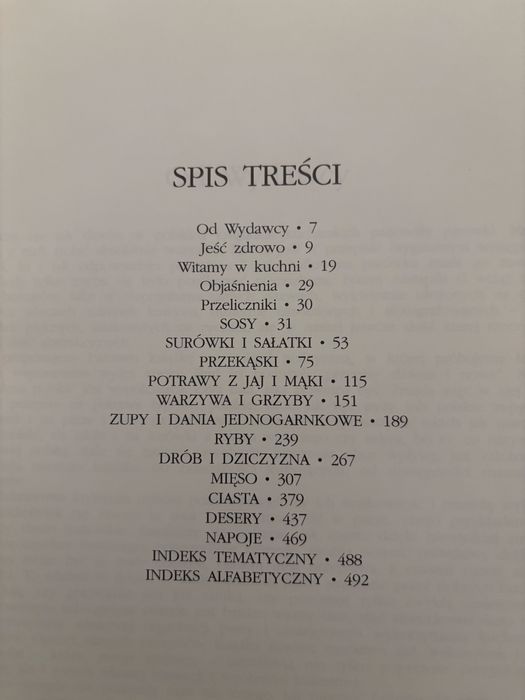 SPIS TREŚCI
Od Wydawcy • 7
Jeść zdrowo • 9
Witamy w kuchni • 19
Objaśnienia • 29
Przeliczniki • 30
SOSY • 31
SURÓWKI I SAŁATKI • 53
PRZEKĄSKI • 75
POTRAWY Z JAJ I MĄKI • 115
WARZYWA I GRZYBY • 151
ZUPY I DANIA JEDNOGARNKOWE • 189
RYBY • 239
DRÓB I DZICZYZNA • 267
MIĘSO • 307
CIASTA • 379
DESERY • 437
NAPOJE • 469
INDEKS TEMATYCZNY • 488
INDEKS ALFABETYCZNY • 492